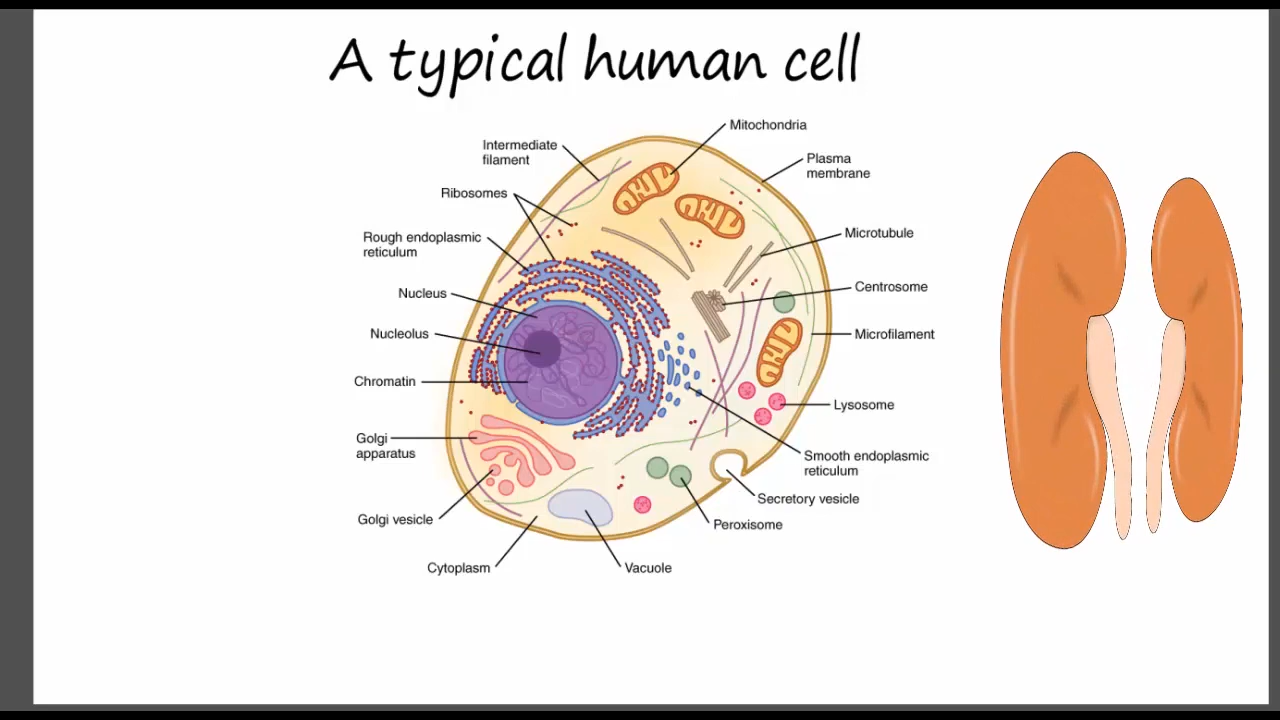 A typical human cell
Mitochondria
Intermediate
filament
Plasma
membrane
Ribosomes
Rough endoplasmic
reticulum
Microtubule
Nucleus
Centrosome
Nucleolus
Microfilament
Chromatin
Lysosome
Golgi
apparatus
Smooth endoplasmic
reticulum
Secretory vesicle
Golgi vesicle
Peroxisome
Cytoplasm
Vacuole